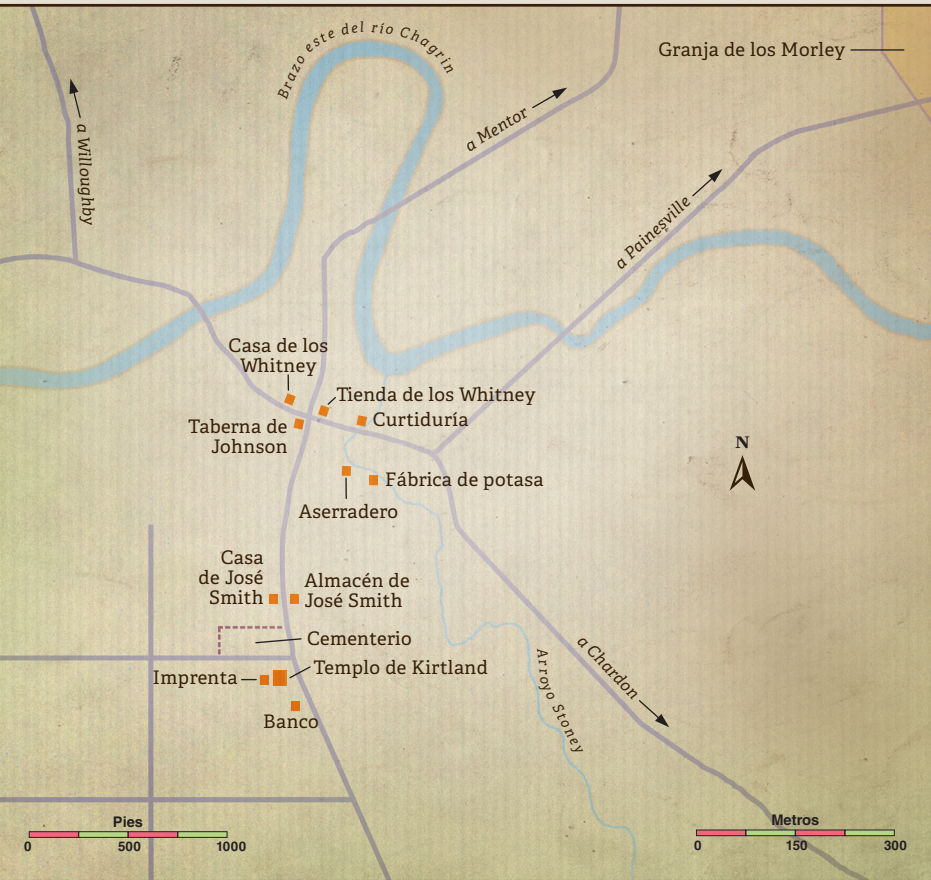 Brazo este del río Chagrin
Granja de los Morley
a Willoughby
a Mentor
a Painesville
Casa de los
Whitney
Tienda de los Whitney
Taberna de
Johnson
Curtiduría
N
Fábrica de potasa
Aserradero
Casa
de José
Smith
Almacén de
José Smith
Cementerio
Templo de Kirtland
Imprenta
Banco
a Chardon
Arroyo Stoney
Pies
0 500 1000
Metros
0 150 300